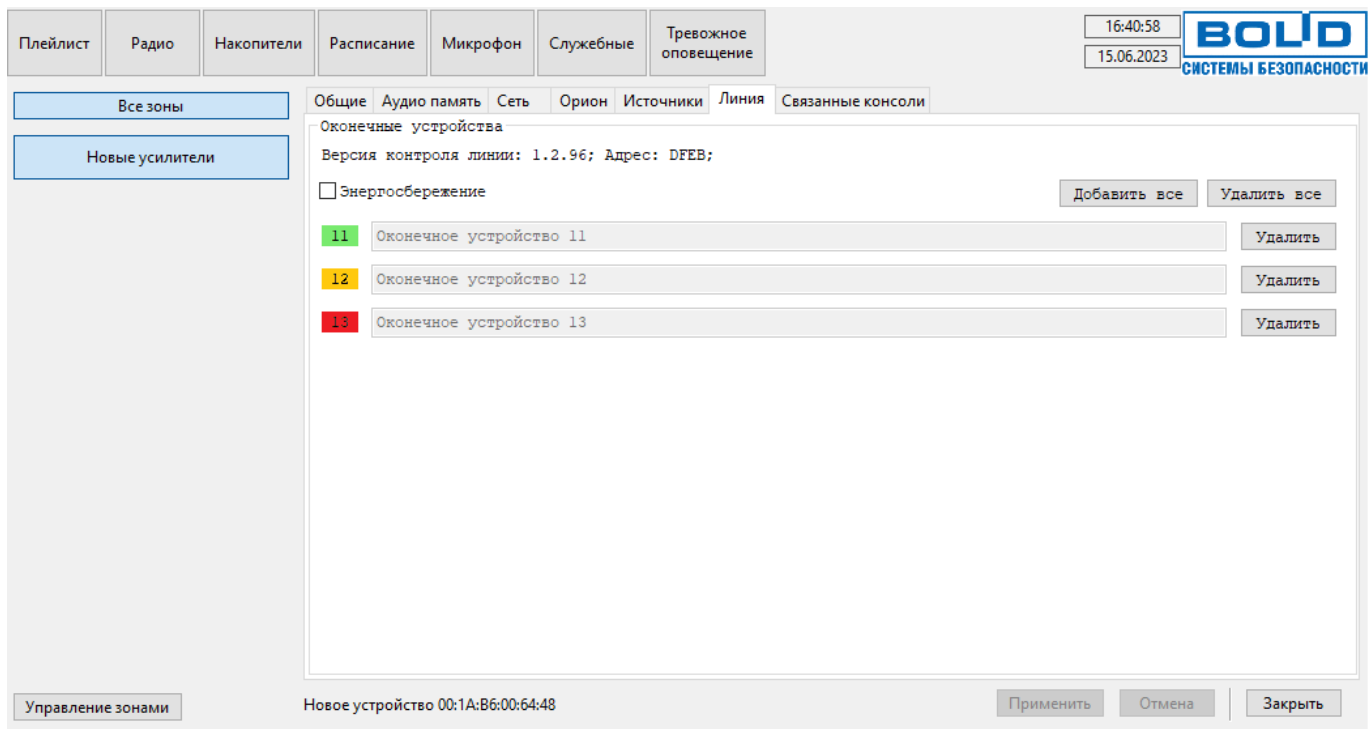 Плейлист
Радио
Накопители
Расписание
Микрофон
Служебные
Тревожное
оповещение
16:40:58
15.06.2023
BOLID
СИСТЕМЫ БЕЗОПАСНОСТИ
Все зоны
Новые усилители
Общие Аудио память Сеть Орион Источники Линия Связанные консоли
Оконечные устройства
Версия контроля линии: 1.2.96; Адрес: DFEB;
Энергосбережение
Добавить все
Удалить все
11 Оконечное устройство 11 Удалить
12 Оконечное устройство 12 Удалить
13 Оконечное устройство 13 Удалить
Управление зонами
Новое устройство 00:1A:B6:00:64:48
Применить
Отмена
Закрыть